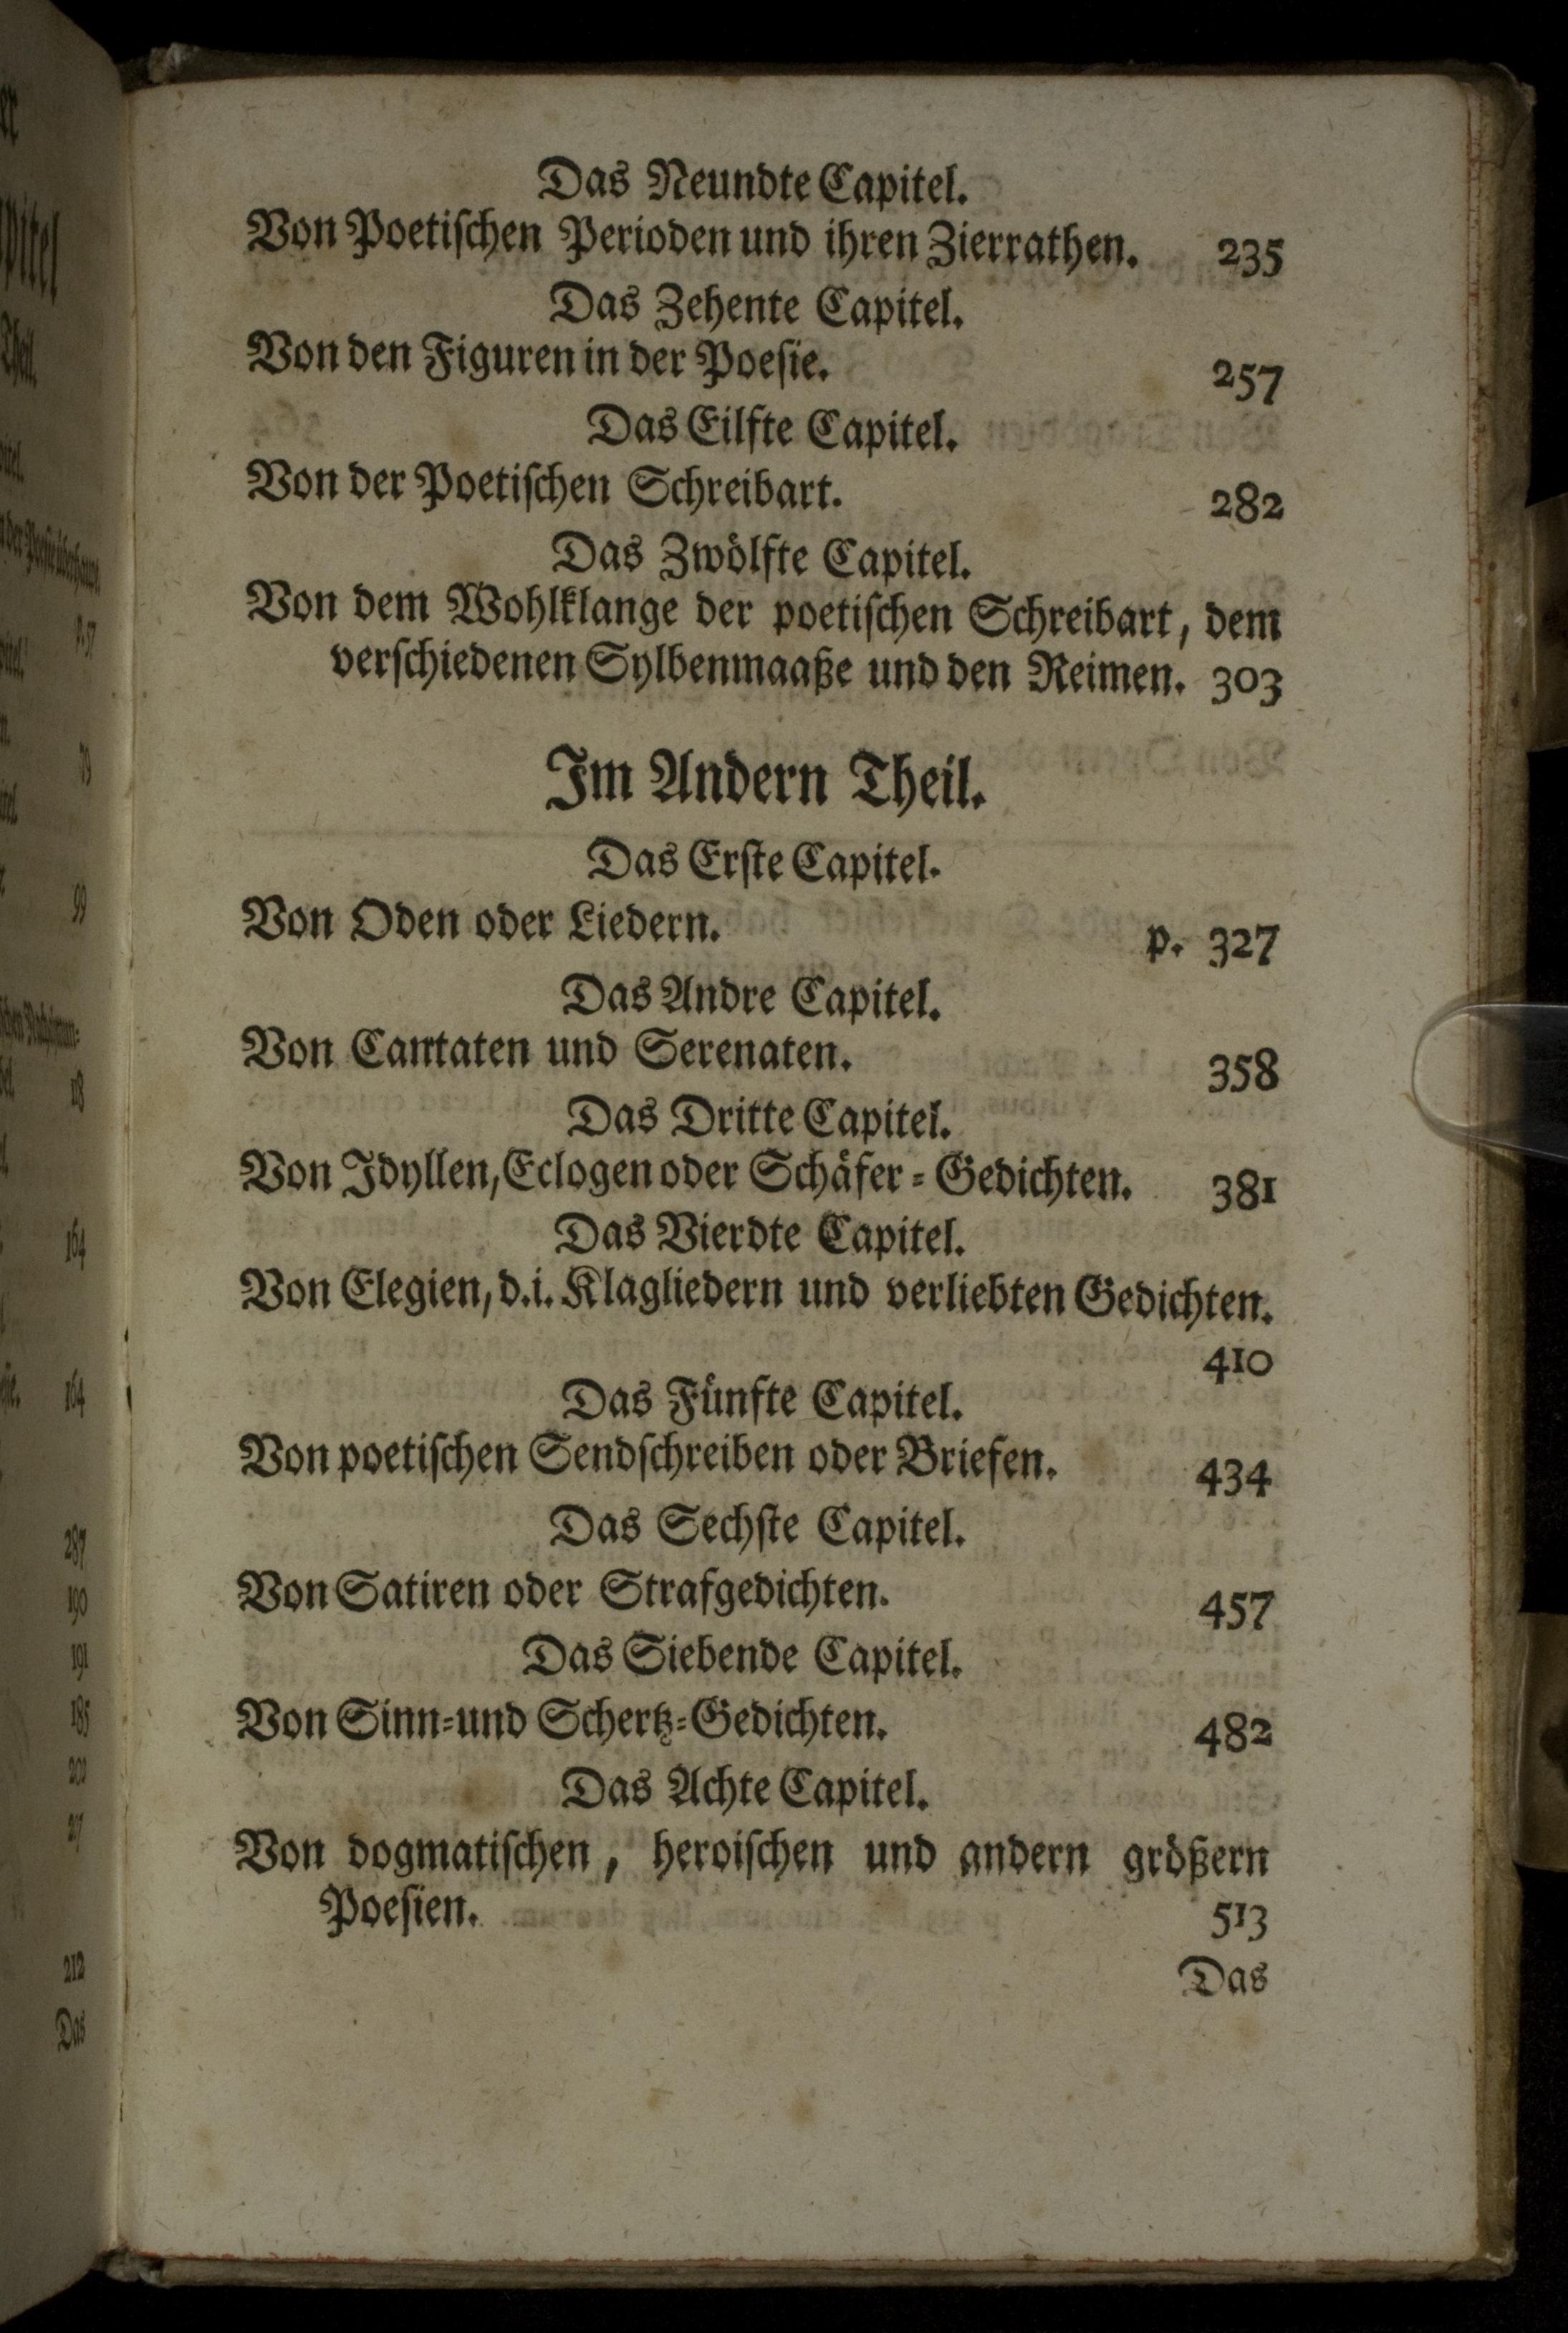 Das Neundte Capitel.
Von Poetiſchen Perioden und ihren Zierrathen. 235
Das Zehente Capitel.
Von den Figuren in der Poeſie. 257
Das Eilfte Capitel.
Von der Poetiſchen Schreibart. 282
Das Zwölfte Capitel.
Von dem Wohlklange der poetiſchen Schreibart, dem
verſchiedenen Sylbenmaaße und den Reimen. 303
Im Andern Theil.
Das Erſte Capitel.
Von Oden oder Liedern. p. 327
Das Andre Capitel.
Von Cantaten und Serenaten. 358
Das Dritte Capitel.
Von Idyllen, Eclogen oder Schäfer-Gedichten. 381
Das Vierdte Capitel.
Von Elegien, d.i. Klagliedern und verliebten Gedichten.
410
Das Fünfte Capitel.
Von poetiſchen Sendſchreiben oder Briefen. 434
Das Sechſte Capitel.
Von Satiren oder Strafgedichten. 457
Das Siebende Capitel.
Von Sinn-und Schertz-Gedichten. 482
Das Achte Capitel.
Von dogmatiſchen, heroiſchen und andern größern
Poeſien. 513
Das